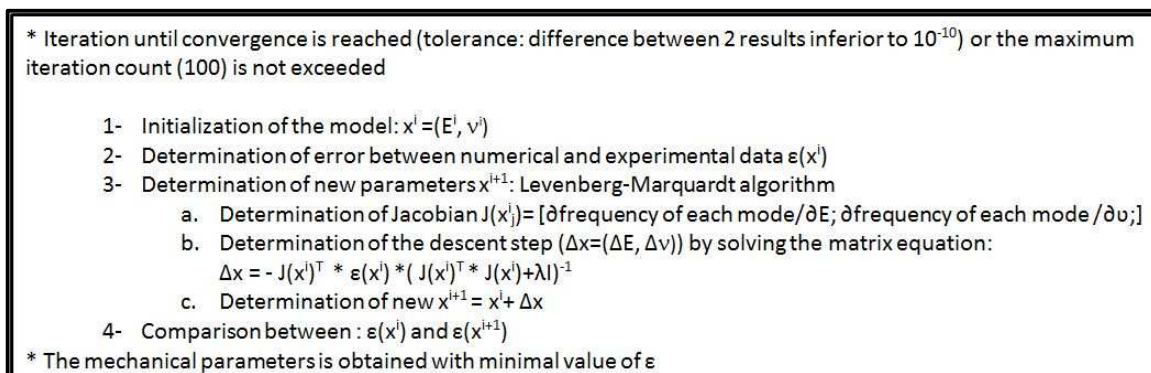 * Iteration until convergence is reached (tolerance: difference between 2 results inferior to 10⁻¹⁰) or the maximum
iteration count (100) is not exceeded
1- Initialization of the model: xⁱ =(Eⁱ, νⁱ)
2- Determination of error between numerical and experimental data ε(xⁱ)
3- Determination of new parameters xⁱ⁺¹: Levenberg-Marquardt algorithm
a. Determination of Jacobian J(xⁱⱼ)= [∂frequency of each mode/∂E; ∂frequency of each mode /∂υ;]
b. Determination of the descent step (Δx=(ΔE, Δν)) by solving the matrix equation:
Δx = - J(xⁱ)ᵀ * ε(xⁱ) *( J(xⁱ)ᵀ * J(xⁱ)+λI)⁻¹
c. Determination of new xⁱ⁺¹ = xⁱ+ Δx
4- Comparison between : ε(xⁱ) and ε(xⁱ⁺¹)
* The mechanical parameters is obtained with minimal value of ε